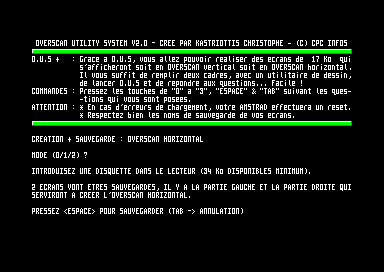 OVERSCAN UTILITY SYSTEM V2.0 - CREE PAR KASTRIOTTIS CHRISTOPHE - (C) CPC INFOS
O.U.S + : Grace a O.U.S, vous allez pouvoir realiser des ecrans de 17 Ko qui
s'afficheront soit en OVERSCAN vertical soit en OVERSCAN horizontal.
Il vous suffit de remplir deux cadres, avec un utilitaire de dessin,
de lancer O.U.S et de repondre aux questions... Facile !
COMMANDES : Pressez les touches de "0" a "3", "ESPACE" & "TAB" suivant les ques-
-tions qui vous sont posees.
ATTENTION : * En cas d'erreurs de chargement, votre AMSTRAD effectuera un reset.
* Respectez bien les noms de sauvegarde de vos ecrans.
CREATION + SAUVEGARDE : OVERSCAN HORIZONTAL
MODE (0/1/2) ?
INTRODUISEZ UNE DISQUETTE DANS LE LECTEUR (34 Ko DISPONIBLES MINIMUM).
2 ECRANS VONT ETRES SAUVEGARDES, IL Y A LA PARTIE GAUCHE ET LA PARTIE DROITE QUI
SERVIRONT A CREER L'OVERSCAN HORIZONTAL.
PRESSEZ <ESPACE> POUR SAUVEGARDER (TAB -> ANNULATION)